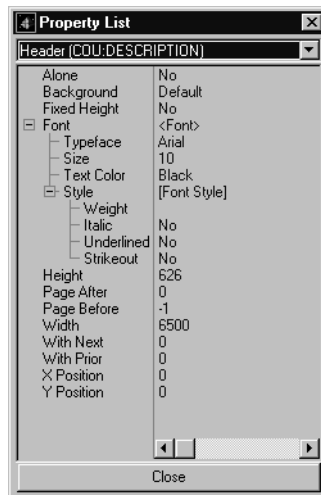 Property List
Header (COU:DESCRIPTION)
Alone No
Background Default
Fixed Height No
Font <Font>
Typeface Arial
Size 10
Text Color Black
Style [Font Style]
Weight
Italic No
Underlined No
Strikeout No
Height 626
Page After 0
Page Before -1
Width 6500
With Next 0
With Prior 0
X Position 0
Y Position 0
Close